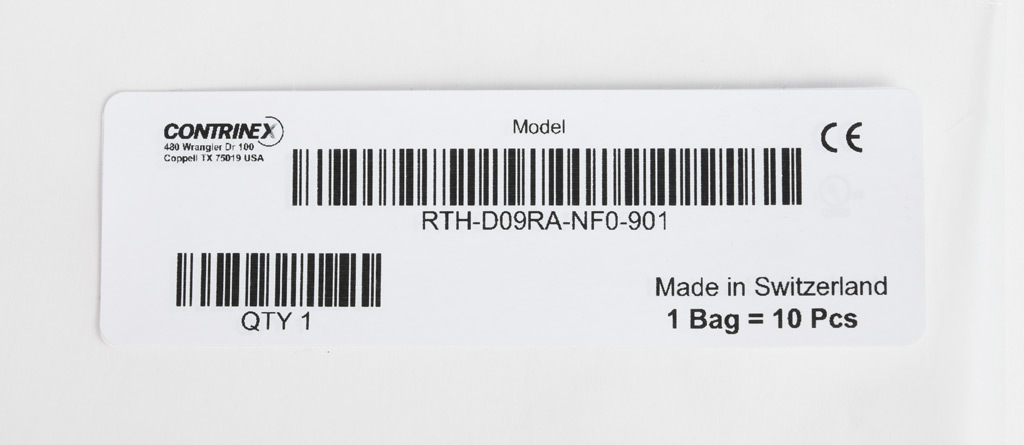 CONTRINEX
480 Wrangler Dr 100
Coppell TX 75019 USA
Model
CE
RTH-D09RA-NF0-901
QTY 1
Made in Switzerland
1 Bag = 10 Pcs